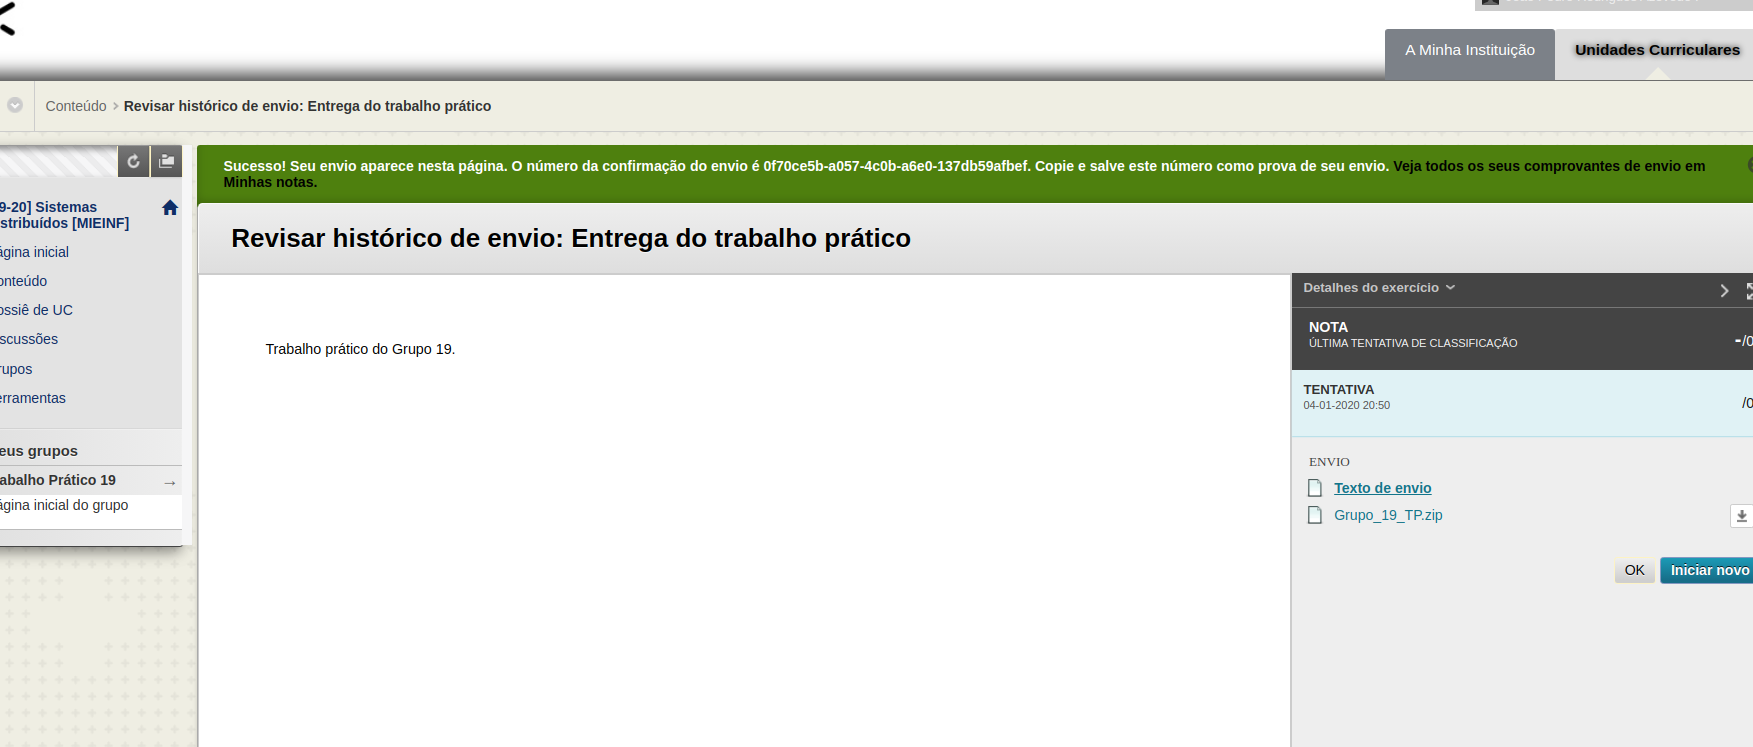 A Minha Instituição
Unidades Curriculares
Conteúdo > Revisar histórico de envio: Entrega do trabalho prático
Sucesso! Seu envio aparece nesta página. O número da confirmação do envio é 0f70ce5b-a057-4c0b-a6e0-137db59afbef. Copie e salve este número como prova de seu envio. Veja todos os seus comprovantes de envio em
Minhas notas.
9-20] Sistemas
stribuídos [MIEINF]
ágina inicial
onteúdo
ossiê de UC
scussões
rupos
erramentas
eus grupos
abalho Prático 19 →
ágina inicial do grupo
Revisar histórico de envio: Entrega do trabalho prático
Trabalho prático do Grupo 19.
Detalhes do exercício
NOTA
ÚLTIMA TENTATIVA DE CLASSIFICAÇÃO
-/0
TENTATIVA
04-01-2020 20:50
/0
ENVIO
Texto de envio
Grupo_19_TP.zip
OK
Iniciar novo